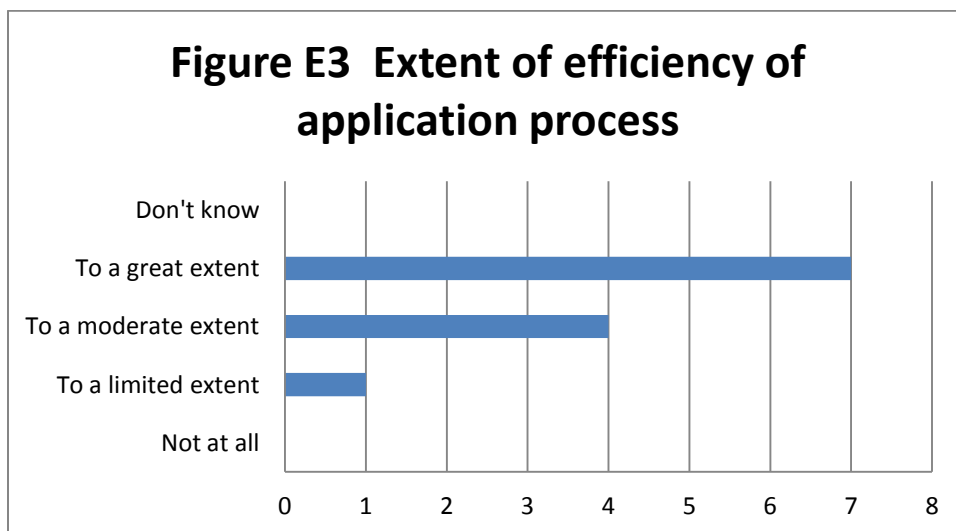 Figure E3  Extent of efficiency of
application process
Don't know
To a great extent
To a moderate extent
To a limited extent
Not at all
0 1 2 3 4 5 6 7 8